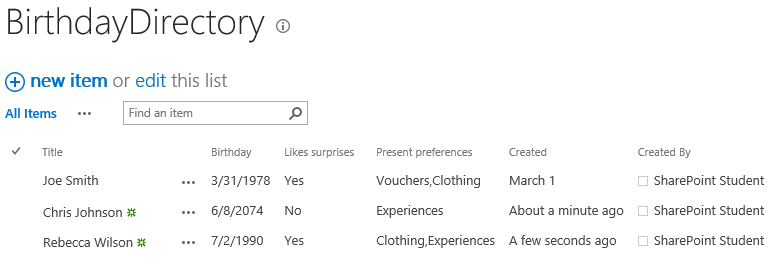 BirthdayDirectory
new item or edit this list
All Items ... Find an item
Title Birthday Likes surprises Present preferences Created Created By
Joe Smith ... 3/31/1978 Yes Vouchers,Clothing March 1 SharePoint Student
Chris Johnson ... 6/8/2074 No Experiences About a minute ago SharePoint Student
Rebecca Wilson ... 7/2/1990 Yes Clothing,Experiences A few seconds ago SharePoint Student